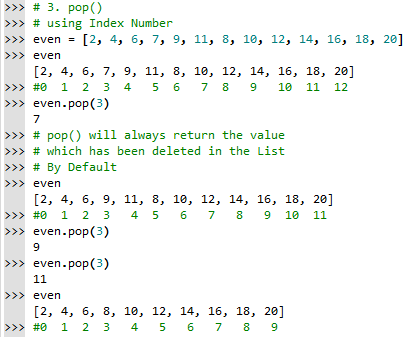 >>> # 3. pop()
>>> # using Index Number
>>> even = [2, 4, 6, 7, 9, 11, 8, 10, 12, 14, 16, 18, 20]
>>> even
[2, 4, 6, 7, 9, 11, 8, 10, 12, 14, 16, 18, 20]
>>> #0 1 2 3 4 5 6 7 8 9 10 11 12
>>> even.pop(3)
7
>>> # pop() will always return the value
>>> # which has been deleted in the List
>>> # By Default
>>> even
[2, 4, 6, 9, 11, 8, 10, 12, 14, 16, 18, 20]
>>> #0 1 2 3 4 5 6 7 8 9 10 11
>>> even.pop(3)
9
>>> even.pop(3)
11
>>> even
[2, 4, 6, 8, 10, 12, 14, 16, 18, 20]
>>> #0 1 2 3 4 5 6 7 8 9